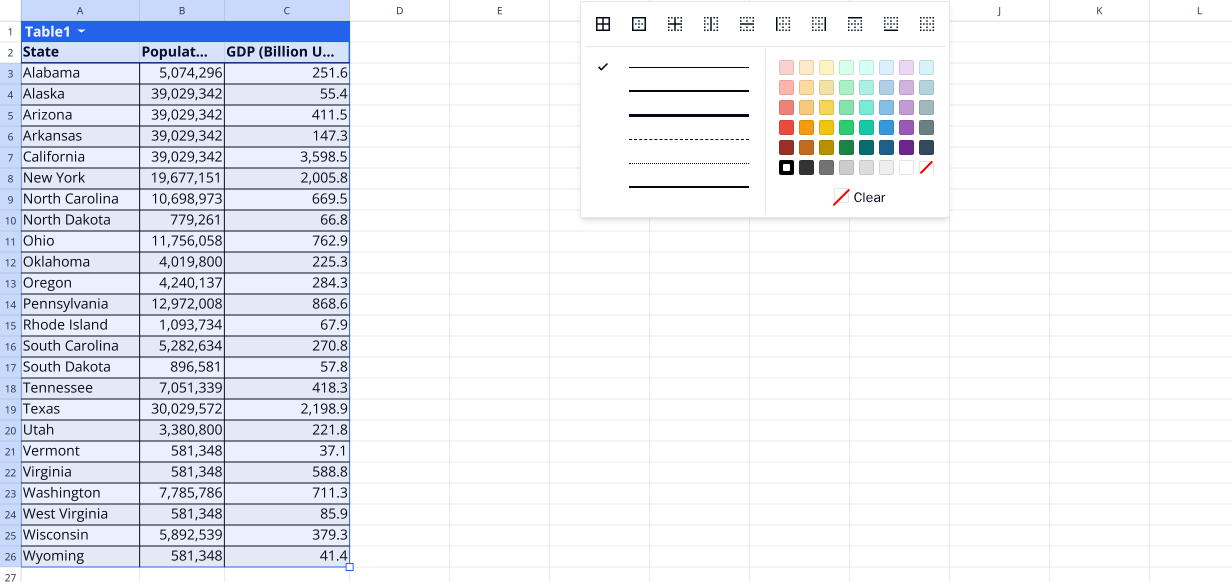 A B C D E J K L
1 Table1
2 State Populat... GDP (Billion U...
3 Alabama 5,074,296 251.6
4 Alaska 39,029,342 55.4
5 Arizona 39,029,342 411.5
6 Arkansas 39,029,342 147.3
7 California 39,029,342 3,598.5
8 New York 19,677,151 2,005.8
9 North Carolina 10,698,973 669.5
Clear
10 North Dakota 779,261 66.8
11 Ohio 11,756,058 762.9
12 Oklahoma 4,019,800 225.3
13 Oregon 4,240,137 284.3
14 Pennsylvania 12,972,008 868.6
15 Rhode Island 1,093,734 67.9
16 South Carolina 5,282,634 270.8
17 South Dakota 896,581 57.8
18 Tennessee 7,051,339 418.3
19 Texas 30,029,572 2,198.9
20 Utah 3,380,800 221.8
21 Vermont 581,348 37.1
22 Virginia 581,348 588.8
23 Washington 7,785,786 711.3
24 West Virginia 581,348 85.9
25 Wisconsin 5,892,539 379.3
26 Wyoming 581,348 41.4
27